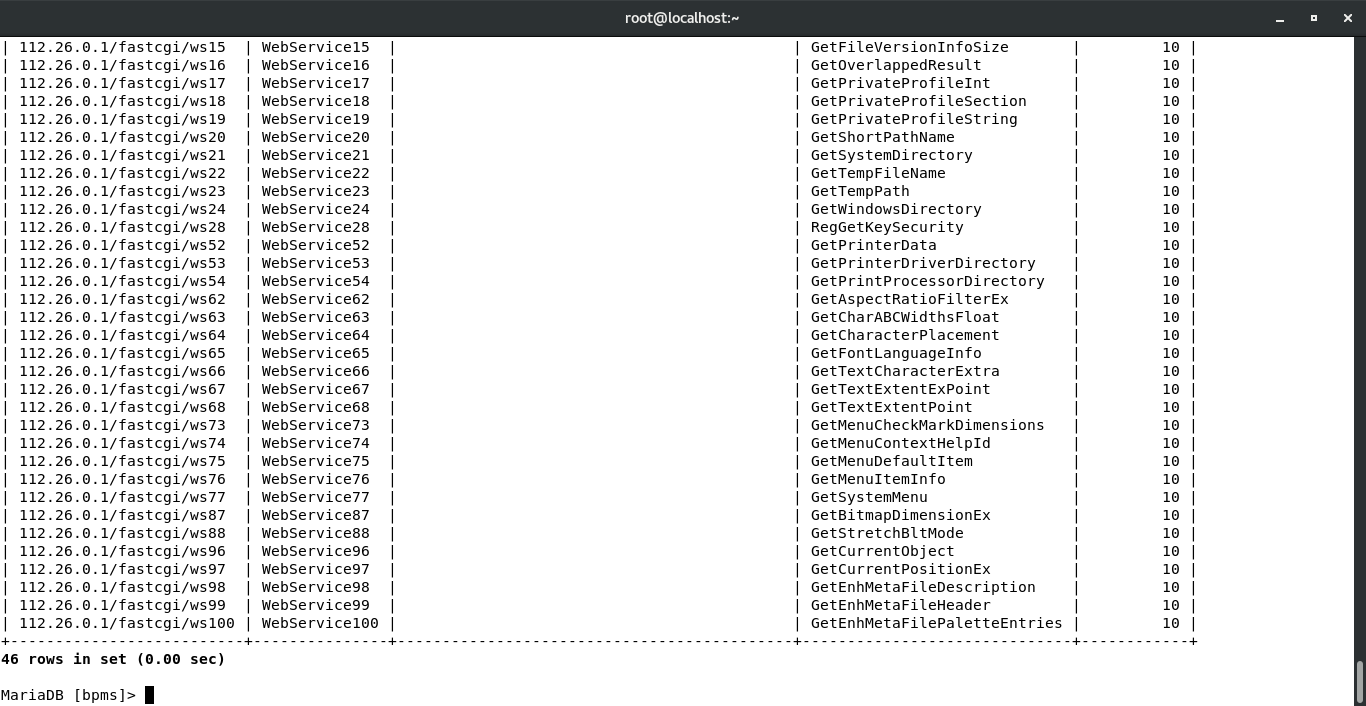 root@localhost:~
| 112.26.0.1/fastcgi/ws15  | WebService15  |                                            | GetFileVersionInfoSize       |         10 |
| 112.26.0.1/fastcgi/ws16  | WebService16  |                                            | GetOverlappedResult          |         10 |
| 112.26.0.1/fastcgi/ws17  | WebService17  |                                            | GetPrivateProfileInt         |         10 |
| 112.26.0.1/fastcgi/ws18  | WebService18  |                                            | GetPrivateProfileSection     |         10 |
| 112.26.0.1/fastcgi/ws19  | WebService19  |                                            | GetPrivateProfileString      |         10 |
| 112.26.0.1/fastcgi/ws20  | WebService20  |                                            | GetShortPathName             |         10 |
| 112.26.0.1/fastcgi/ws21  | WebService21  |                                            | GetSystemDirectory           |         10 |
| 112.26.0.1/fastcgi/ws22  | WebService22  |                                            | GetTempFileName              |         10 |
| 112.26.0.1/fastcgi/ws23  | WebService23  |                                            | GetTempPath                  |         10 |
| 112.26.0.1/fastcgi/ws24  | WebService24  |                                            | GetWindowsDirectory          |         10 |
| 112.26.0.1/fastcgi/ws28  | WebService28  |                                            | RegGetKeySecurity            |         10 |
| 112.26.0.1/fastcgi/ws52  | WebService52  |                                            | GetPrinterData               |         10 |
| 112.26.0.1/fastcgi/ws53  | WebService53  |                                            | GetPrinterDriverDirectory    |         10 |
| 112.26.0.1/fastcgi/ws54  | WebService54  |                                            | GetPrintProcessorDirectory   |         10 |
| 112.26.0.1/fastcgi/ws62  | WebService62  |                                            | GetAspectRatioFilterEx       |         10 |
| 112.26.0.1/fastcgi/ws63  | WebService63  |                                            | GetCharABCWidthsFloat        |         10 |
| 112.26.0.1/fastcgi/ws64  | WebService64  |                                            | GetCharacterPlacement        |         10 |
| 112.26.0.1/fastcgi/ws65  | WebService65  |                                            | GetFontLanguageInfo          |         10 |
| 112.26.0.1/fastcgi/ws66  | WebService66  |                                            | GetTextCharacterExtra        |         10 |
| 112.26.0.1/fastcgi/ws67  | WebService67  |                                            | GetTextExtentExPoint         |         10 |
| 112.26.0.1/fastcgi/ws68  | WebService68  |                                            | GetTextExtentPoint           |         10 |
| 112.26.0.1/fastcgi/ws73  | WebService73  |                                            | GetMenuCheckMarkDimensions   |         10 |
| 112.26.0.1/fastcgi/ws74  | WebService74  |                                            | GetMenuContextHelpId         |         10 |
| 112.26.0.1/fastcgi/ws75  | WebService75  |                                            | GetMenuDefaultItem           |         10 |
| 112.26.0.1/fastcgi/ws76  | WebService76  |                                            | GetMenuItemInfo              |         10 |
| 112.26.0.1/fastcgi/ws77  | WebService77  |                                            | GetSystemMenu                |         10 |
| 112.26.0.1/fastcgi/ws87  | WebService87  |                                            | GetBitmapDimensionEx         |         10 |
| 112.26.0.1/fastcgi/ws88  | WebService88  |                                            | GetStretchBltMode            |         10 |
| 112.26.0.1/fastcgi/ws96  | WebService96  |                                            | GetCurrentObject             |         10 |
| 112.26.0.1/fastcgi/ws97  | WebService97  |                                            | GetCurrentPositionEx         |         10 |
| 112.26.0.1/fastcgi/ws98  | WebService98  |                                            | GetEnhMetaFileDescription    |         10 |
| 112.26.0.1/fastcgi/ws99  | WebService99  |                                            | GetEnhMetaFileHeader         |         10 |
| 112.26.0.1/fastcgi/ws100 | WebService100 |                                            | GetEnhMetaFilePaletteEntries |         10 |
+--------------------------+---------------+--------------------------------------------+------------------------------+------------+
46 rows in set (0.00 sec)
MariaDB [bpms]>